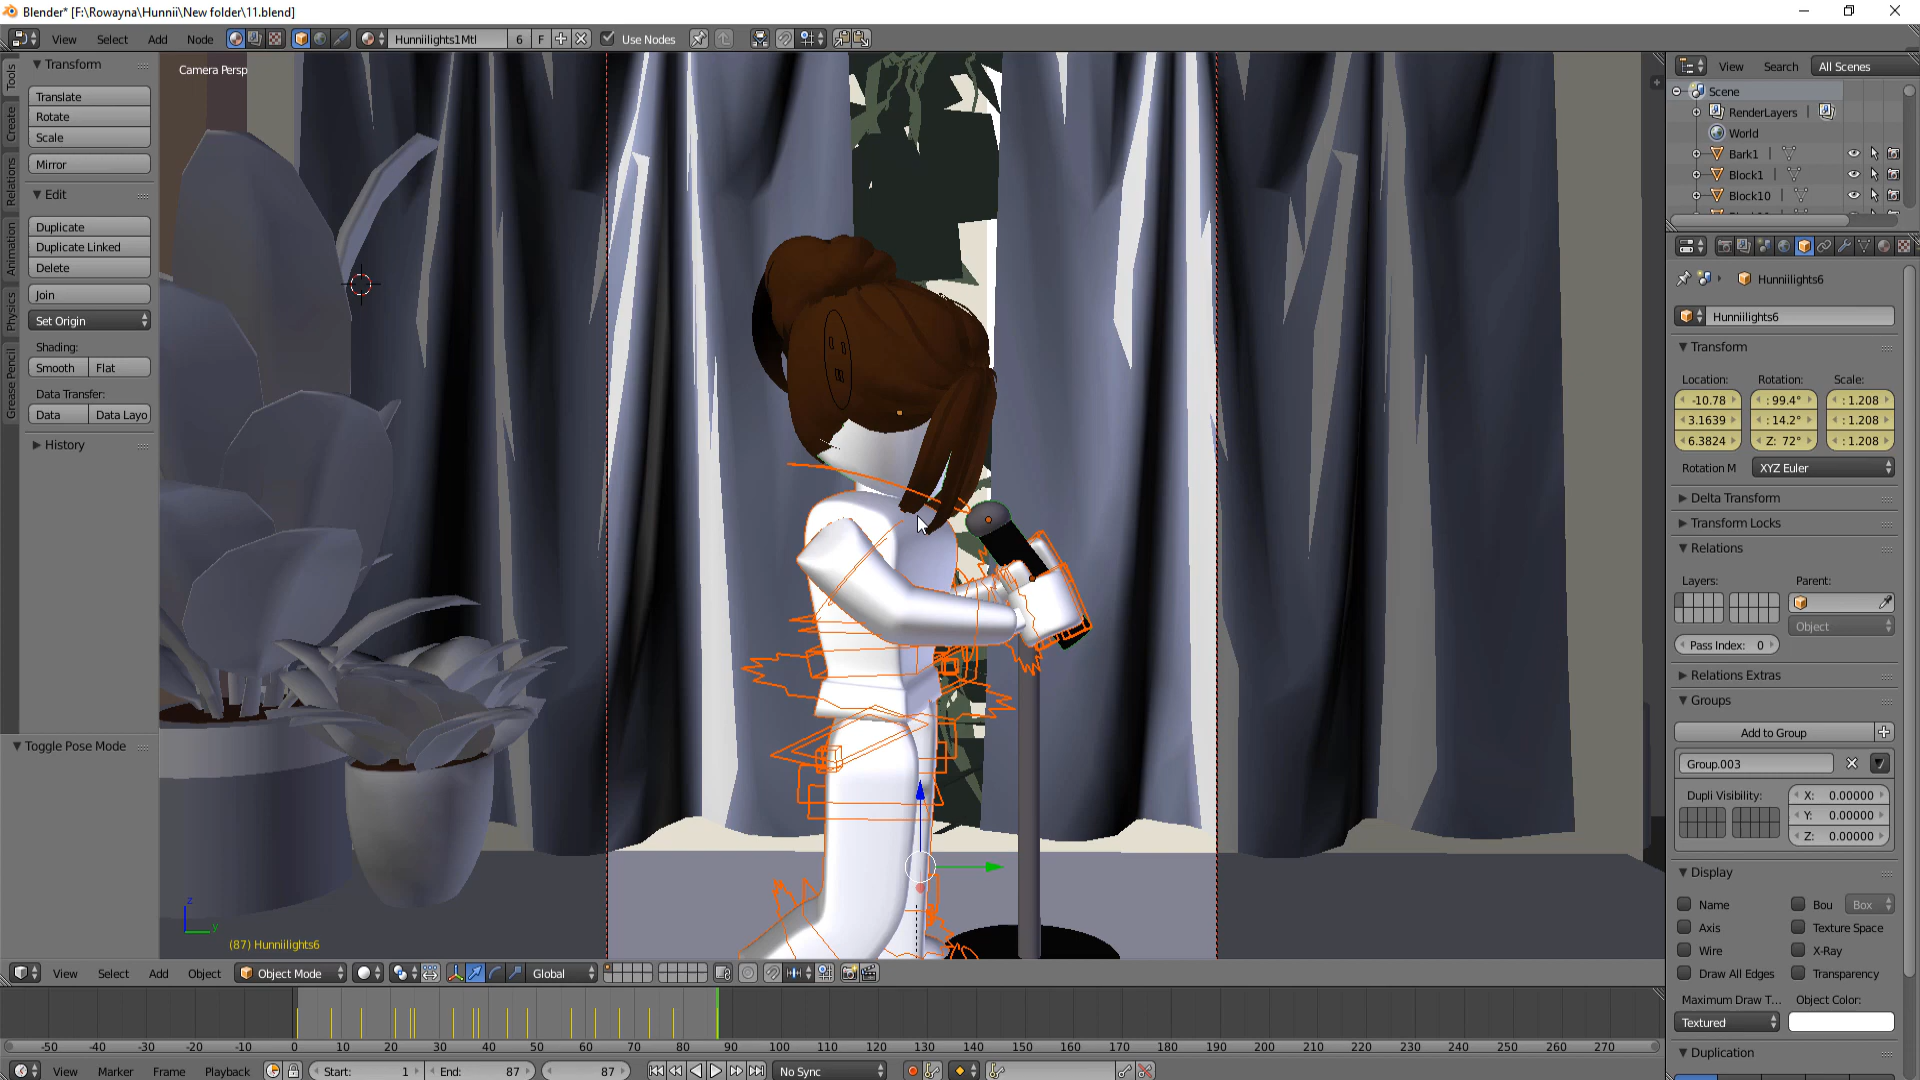 Blender* [F:\Rowayna\Hunnii\New folder\11.blend]
View Select Add Node Hunniilights1Mtl 6 F Use Nodes
View Search All Scenes
Camera Persp
Tools
Create
Relations
Animation
Physics
Grease Pencil
Transform
Translate
Rotate
Scale
Mirror
Edit
Duplicate
Duplicate Linked
Delete
Join
Set Origin
Shading:
Smooth Flat
Data Transfer:
Data Data Layo
History
Toggle Pose Mode
z
y
(87) Hunniilights6
Scene
RenderLayers
World
Bark1
Block1
Block10
Hunniilights6
Hunniilights6
Transform
Location: Rotation: Scale:
-10.78 : 99.4° : 1.208
3.1639 : 14.2° : 1.208
6.3824 Z: 72° : 1.208
Rotation M XYZ Euler
Delta Transform
Transform Locks
Relations
Layers: Parent:
Object
Pass Index: 0
Relations Extras
Groups
Add to Group
Group.003
Dupli Visibility: X: 0.00000
Y: 0.00000
Z: 0.00000
Display
Name Bou Box
Axis Texture Space
Wire X-Ray
Draw All Edges Transparency
Maximum Draw T... Object Color:
Textured
Duplication
View Select Add Object Object Mode Global
-50 -40 -30 -20 -10 0 10 20 30 40 50 60 70 80 90 100 110 120 130 140 150 160 170 180 190 200 210 220 230 240 250 260 270
View Marker Frame Playback Start: 1 End: 87 87 No Sync